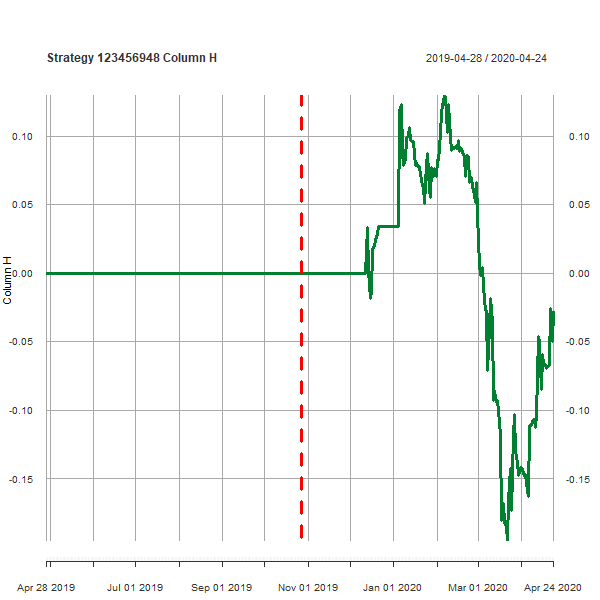 Strategy 123456948 Column H
2019-04-28 / 2020-04-24
Column H
0.10 0.10
0.05 0.05
0.00 0.00
-0.05 -0.05
-0.10 -0.10
-0.15 -0.15
Apr 28 2019 Jul 01 2019 Sep 01 2019 Nov 01 2019 Jan 01 2020 Mar 01 2020 Apr 24 2020